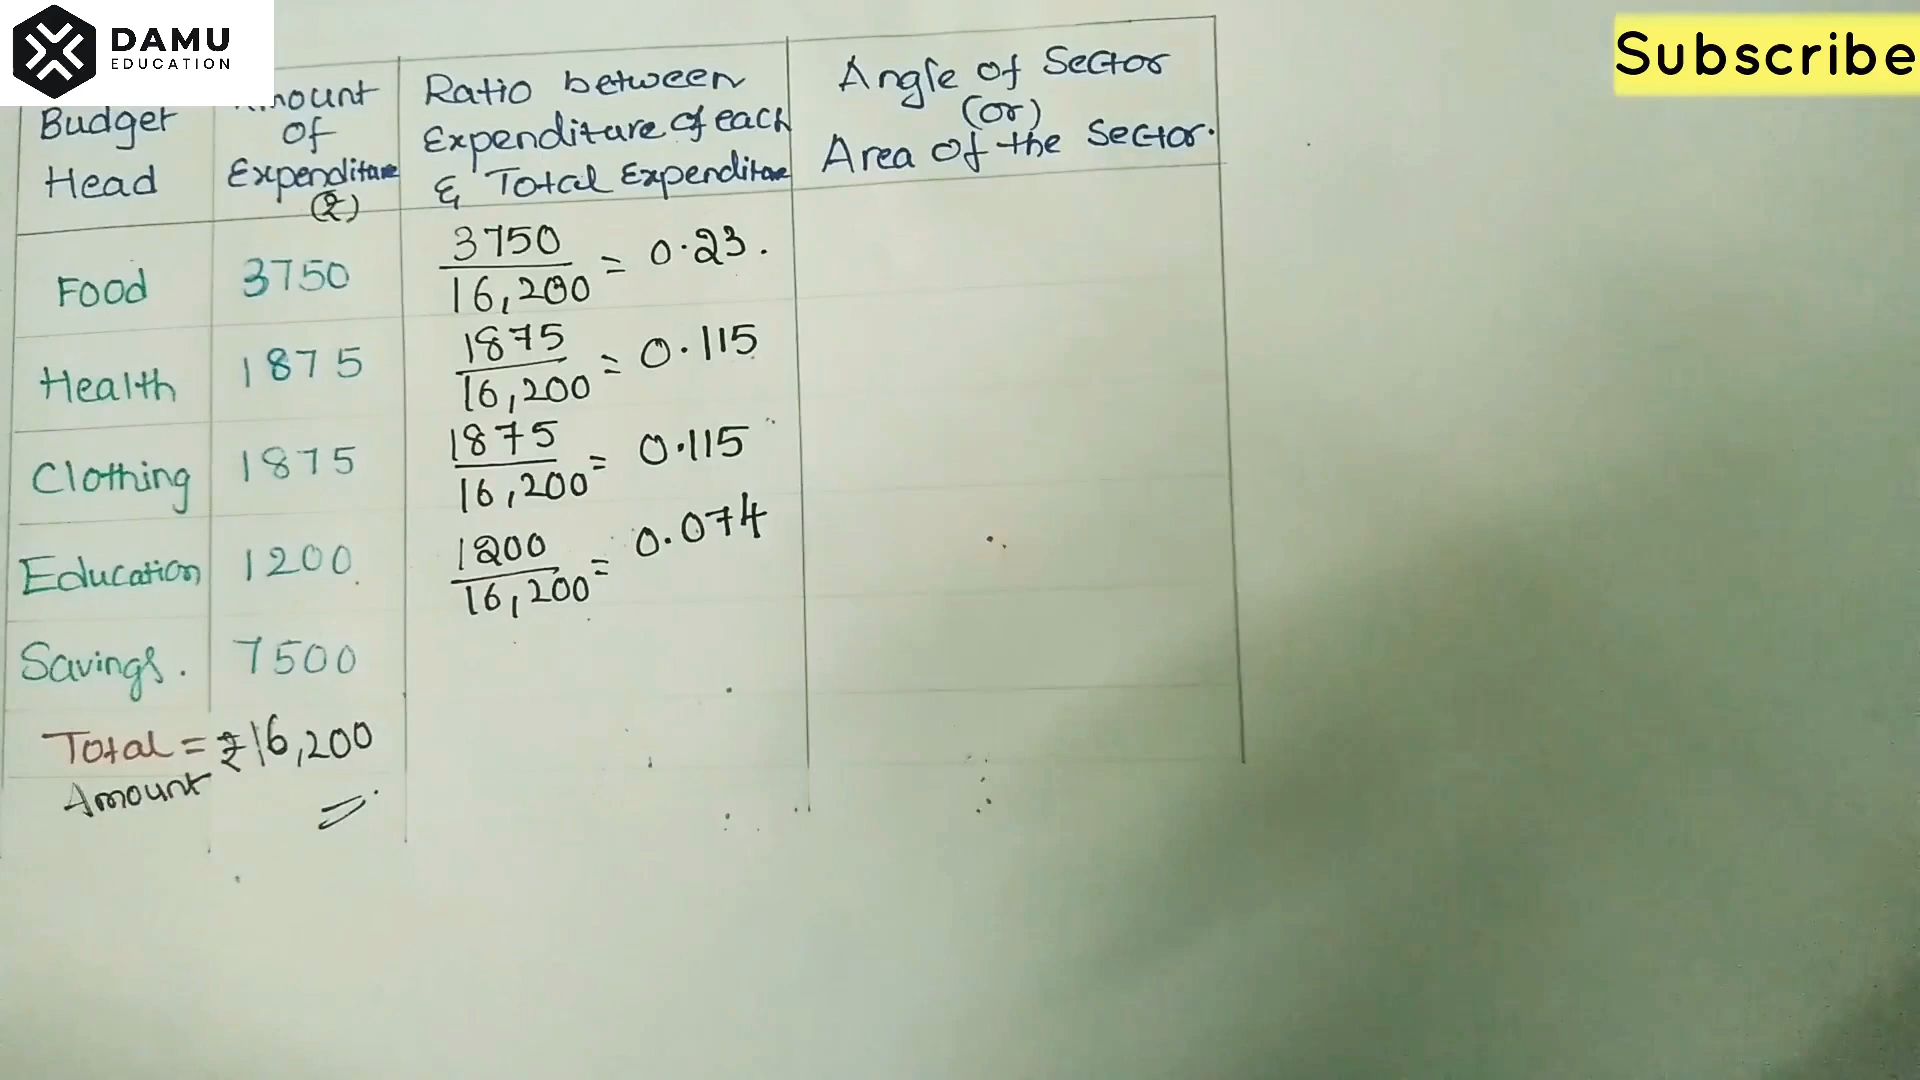 DAMU
EDUCATION
Subscribe
Budget
Head
mount
of
Expenditure
(₹)
Ratio between
Expenditure of each
& Total Expenditure
Angle of Sector
(or)
Area of the Sector.
Food 3750 3750/16,200 = 0.23.
Health 1875 1875/16,200 = 0.115
Clothing 1875 1875/16,200 = 0.115
Education 1200. 1200/16,200 = 0.074
Savings. 7500
Total = ₹16,200
Amount